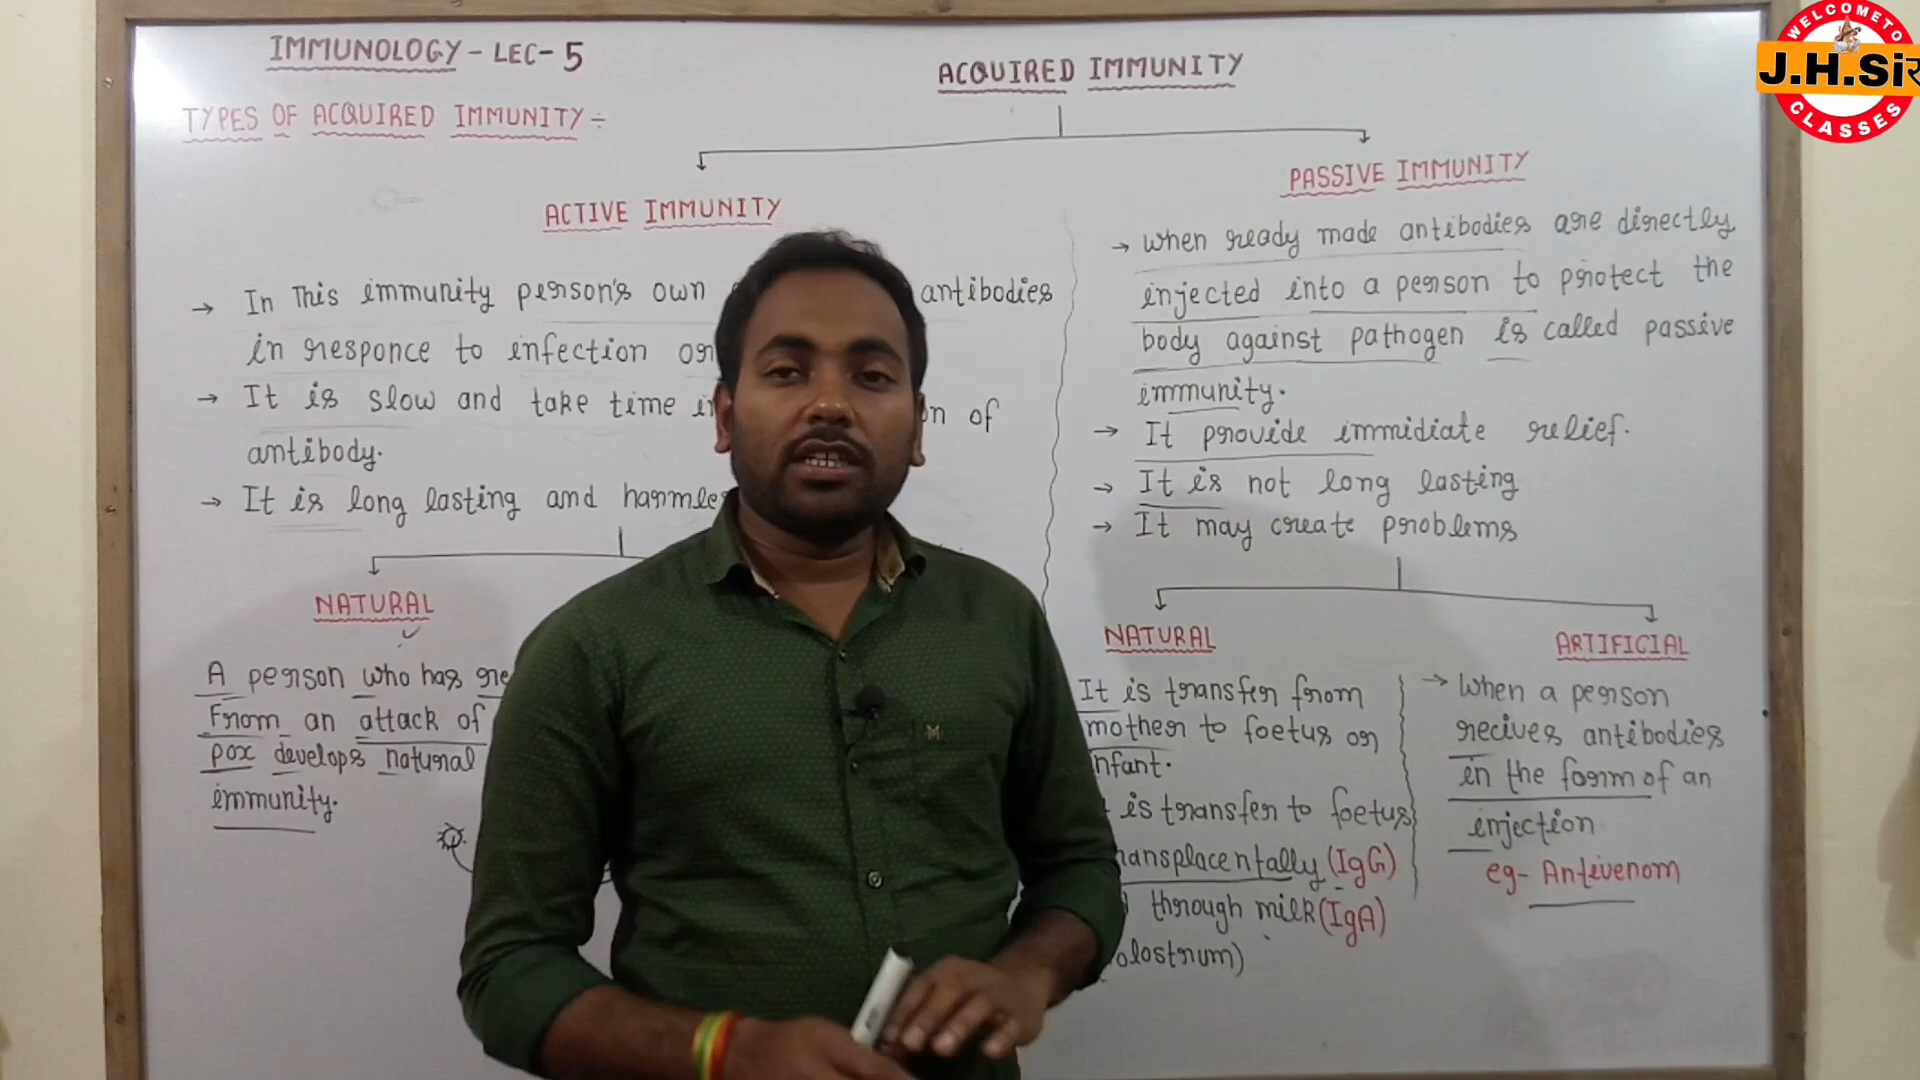 IMMUNOLOGY - LEC- 5
TYPES OF ACQUIRED IMMUNITY ÷
ACQUIRED IMMUNITY
ACTIVE IMMUNITY
→ In This immunity person's own antibodies
in responce to infection or
→ It is slow and take time of
antibody.
→ It is long lasting and
NATURAL
A person who has
From an attack of
pox develops natural
immunity.
PASSIVE IMMUNITY
→ when ready made antibodies are directly
injected into a person to protect the
body against pathogen is called passive
immunity.
→ It provide immidiate relief.
→ It is not long lasting
→ It may create problems
NATURAL
It is transfer from
mother to foetus or
nfant.
is transfer to foetus
ansplacentally (IgG)
through milk (IgA)
olostrum)
ARTIFICIAL
→ When a person
recives antibodies
in the form of an
injection
eg- Antivenom
WELCOME TO
J.H.Siर
CLASSES